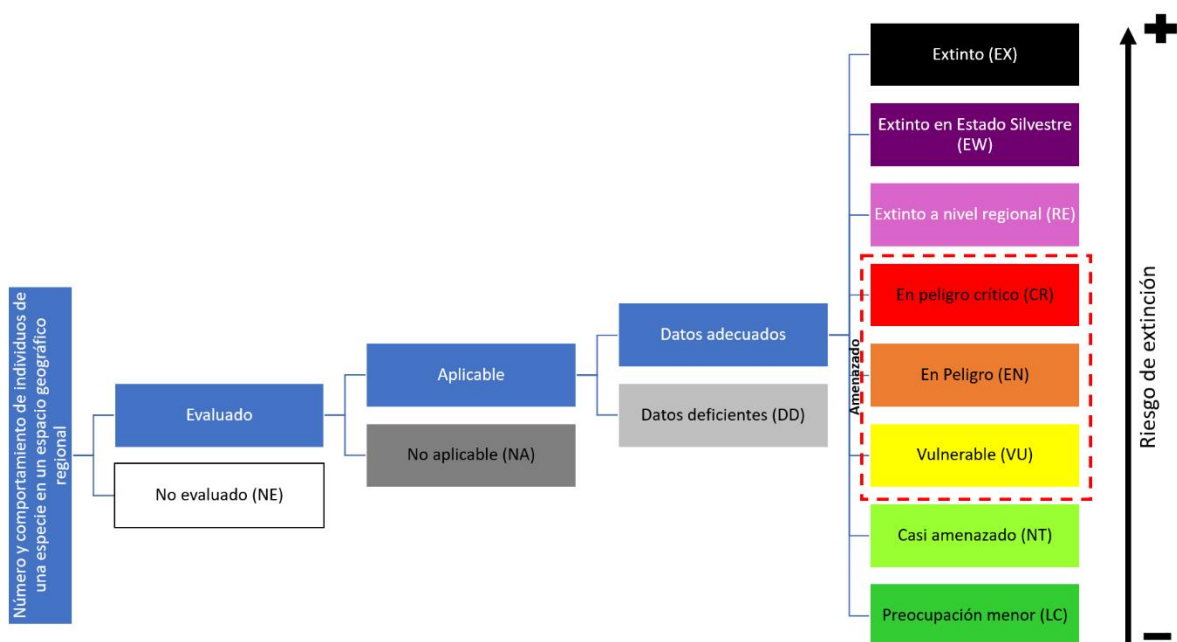 Número y comportamiento de individuos de
una especie en un espacio geográfico
regional
Evaluado
No evaluado (NE)
Aplicable
No aplicable (NA)
Datos adecuados
Datos deficientes (DD)
Amenazado
Extinto (EX)
Extinto en Estado Silvestre
(EW)
Extinto a nivel regional (RE)
En peligro crítico (CR)
En Peligro (EN)
Vulnerable (VU)
Casi amenazado (NT)
Preocupación menor (LC)
+
Riesgo de extinción
−